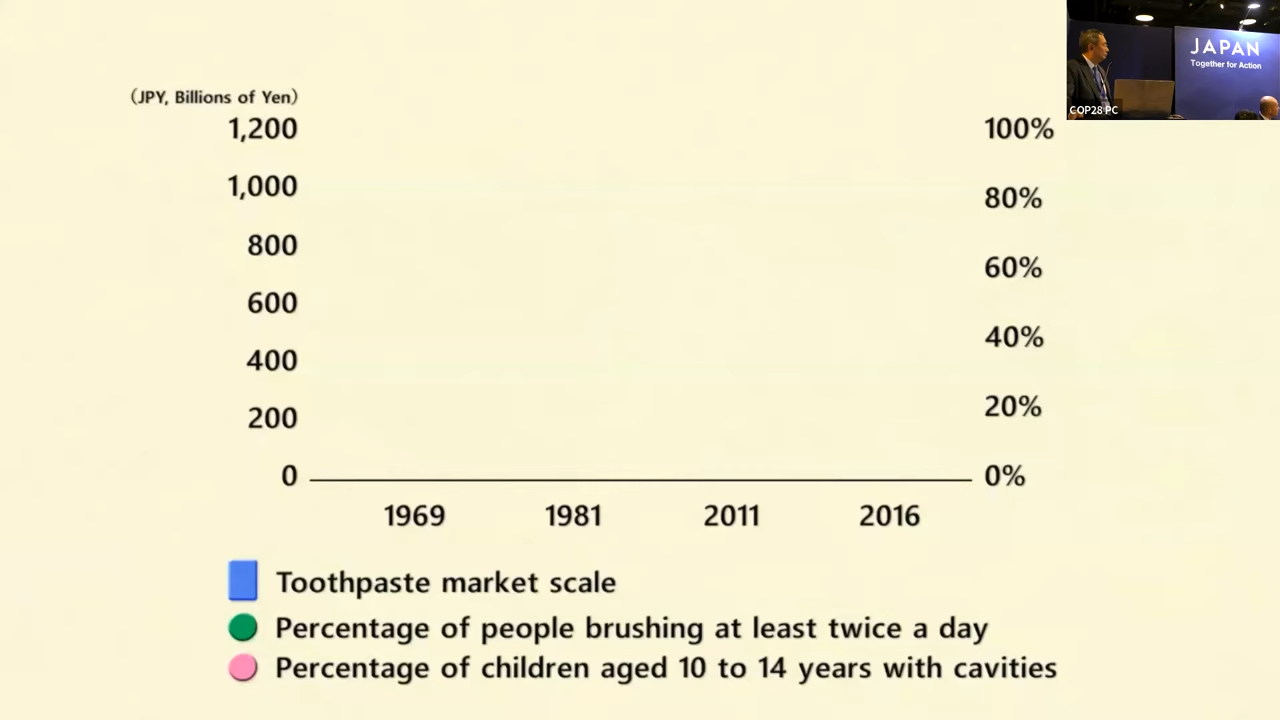 JAPAN
Together for Action
COP28 PC
(JPY, Billions of Yen)
1,200
1,000
800
600
400
200
0
100%
80%
60%
40%
20%
0%
1969 1981 2011 2016
Toothpaste market scale
Percentage of people brushing at least twice a day
Percentage of children aged 10 to 14 years with cavities